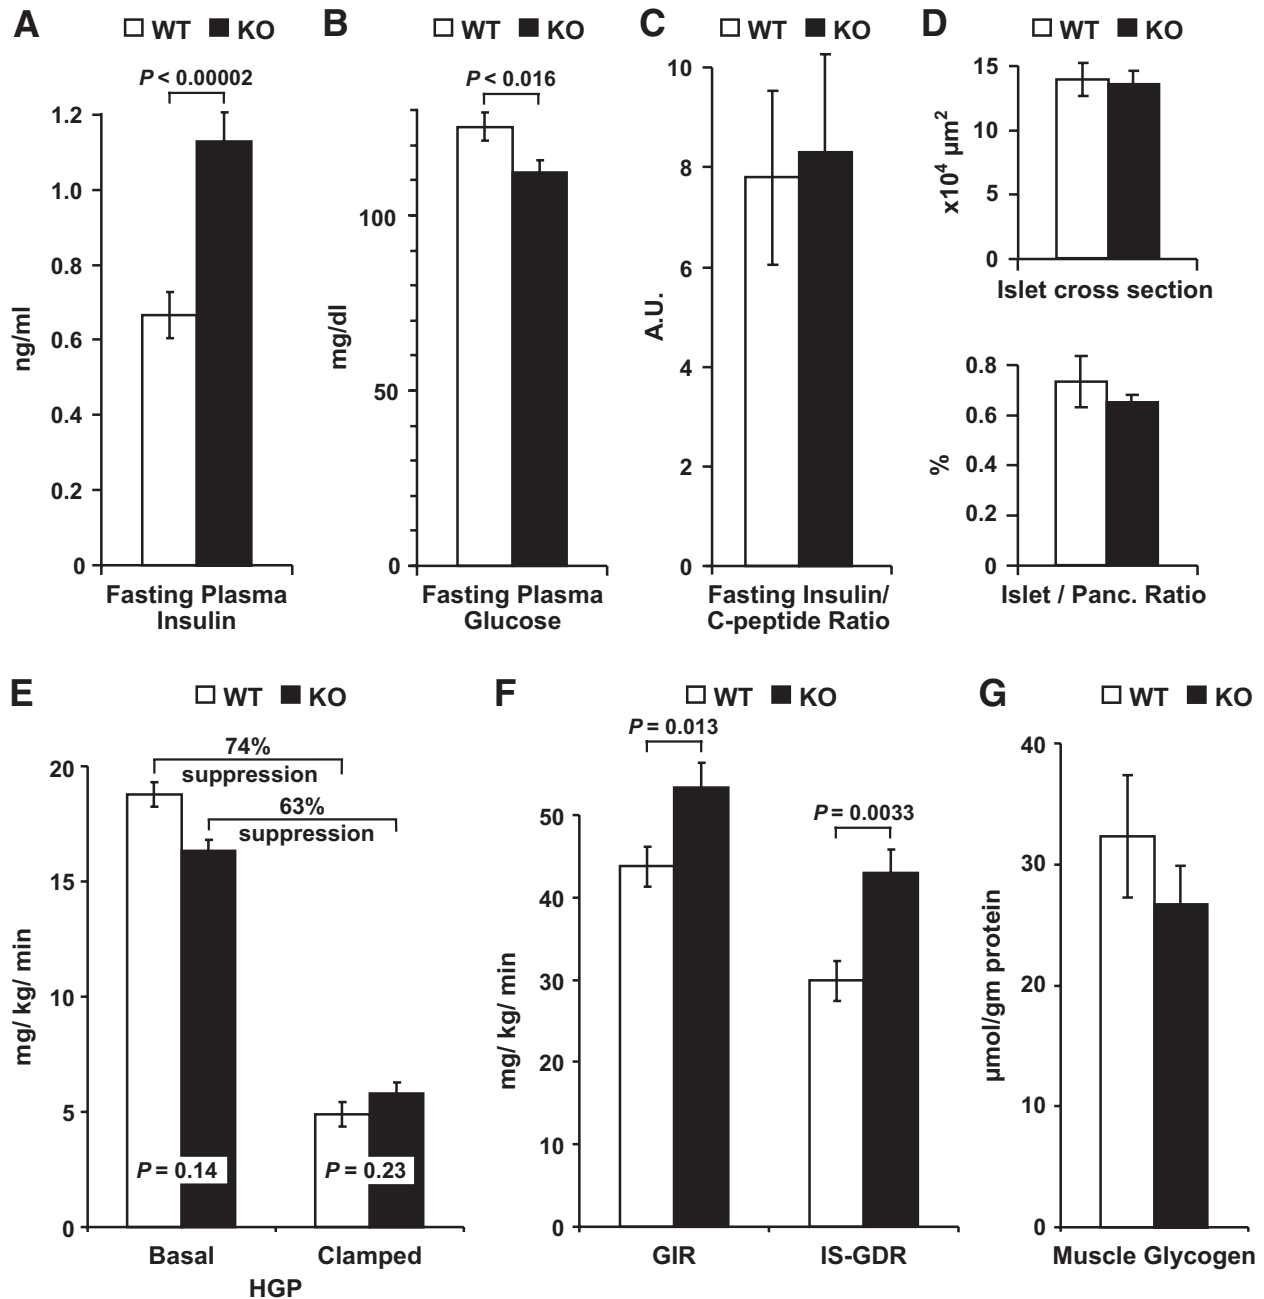 A
WT KO
P < 0.00002
1.2
1.0
0.8
0.6
0.4
0.2
0
ng/ml
Fasting Plasma
Insulin
B
WT KO
P < 0.016
100
50
0
mg/dl
Fasting Plasma
Glucose
C
WT KO
10
8
6
4
2
0
A.U.
Fasting Insulin/
C-peptide Ratio
D
WT KO
15
10
5
0
x10⁴ µm²
Islet cross section
0.8
0.6
0.4
0.2
0
%
Islet / Panc. Ratio
E
WT KO
74%
suppression
63%
suppression
20
15
10
5
0
mg/ kg/ min
P = 0.14
P = 0.23
Basal Clamped
HGP
F
WT KO
P = 0.013
P = 0.0033
50
40
30
20
10
0
mg/ kg/ min
GIR IS-GDR
G
WT KO
40
30
20
10
0
µmol/gm protein
Muscle Glycogen